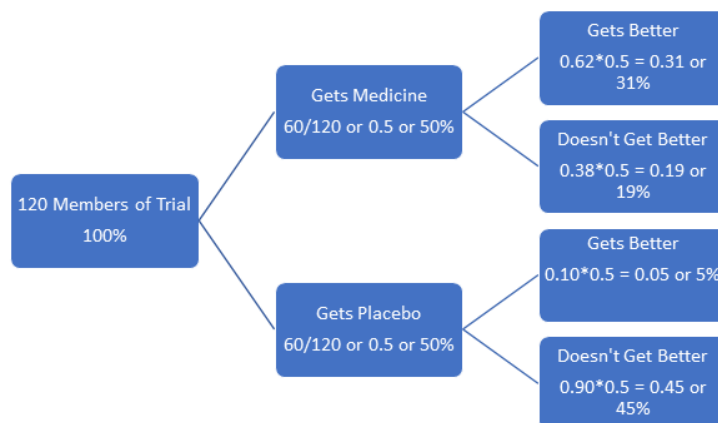 Gets Better
0.62*0.5 = 0.31 or
31%
Gets Medicine
60/120 or 0.5 or 50%
Doesn't Get Better
0.38*0.5 = 0.19 or
19%
120 Members of Trial
100%
Gets Better
0.10*0.5 = 0.05 or 5%
Gets Placebo
60/120 or 0.5 or 50%
Doesn't Get Better
0.90*0.5 = 0.45 or
45%